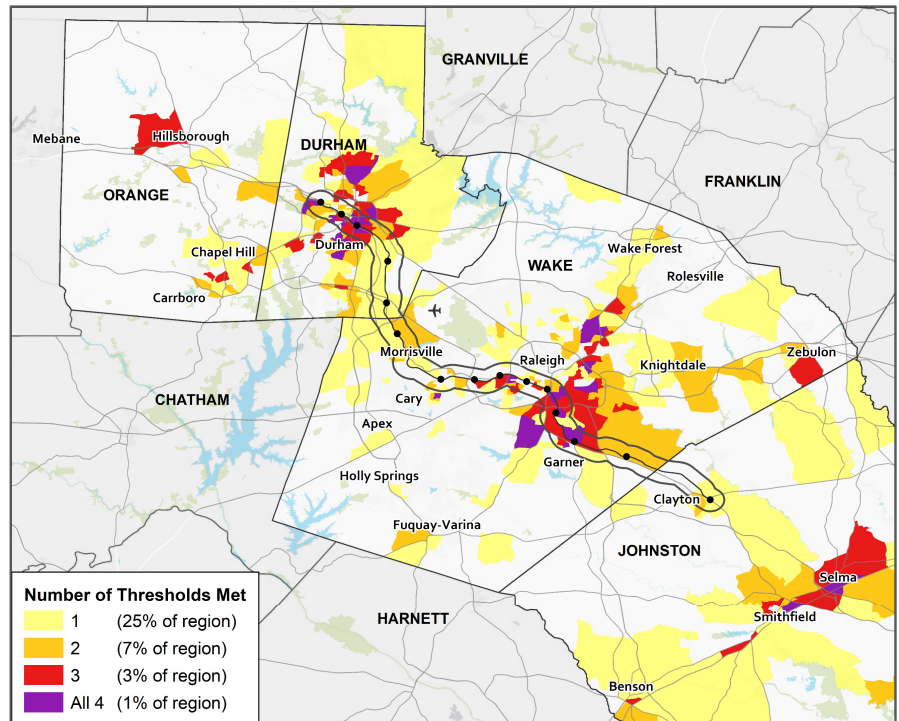 GRANVILLE
Mebane
Hillsborough
DURHAM
FRANKLIN
ORANGE
Chapel Hill
Durham
Wake Forest
WAKE
Rolesville
Carrboro
Morrisville
Raleigh
Knightdale
Zebulon
CHATHAM
Cary
Apex
Garner
Holly Springs
Clayton
Fuquay-Varina
JOHNSTON
Selma
Smithfield
HARNETT
Benson
Number of Thresholds Met
1 (25% of region)
2 (7% of region)
3 (3% of region)
All 4 (1% of region)